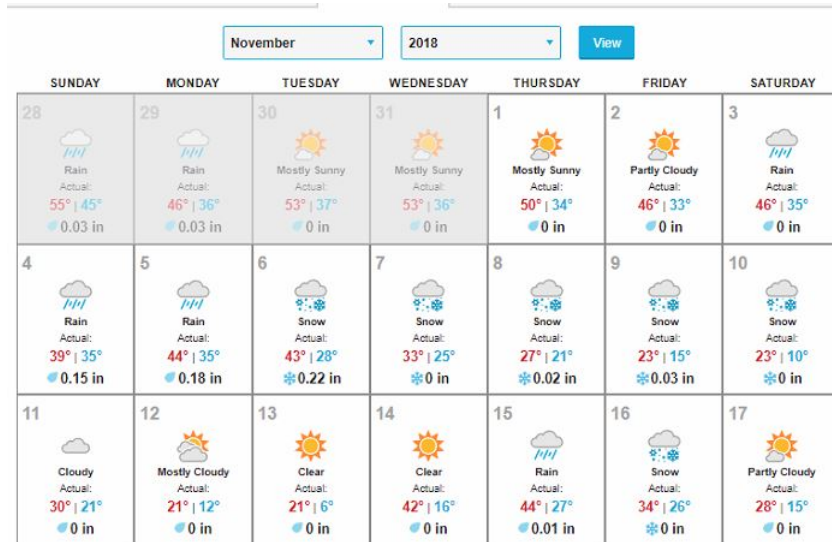 November 2018 View
SUNDAY MONDAY TUESDAY WEDNESDAY THURSDAY FRIDAY SATURDAY
28 29 30 31 1 2 3
Rain Rain Mostly Sunny Mostly Sunny Mostly Sunny Partly Cloudy Rain
Actual: Actual: Actual: Actual: Actual: Actual: Actual:
55° | 45° 46° | 36° 53° | 37° 53° | 36° 50° | 34° 46° | 33° 46° | 35°
0.03 in 0.03 in 0 in 0 in 0 in 0 in 0 in
4 5 6 7 8 9 10
Rain Rain Snow Snow Snow Snow Snow
Actual: Actual: Actual: Actual: Actual: Actual: Actual:
39° | 35° 44° | 35° 43° | 28° 33° | 25° 27° | 21° 23° | 15° 23° | 10°
0.15 in 0.18 in 0.22 in 0 in 0.02 in 0.03 in 0 in
11 12 13 14 15 16 17
Cloudy Mostly Cloudy Clear Clear Rain Snow Partly Cloudy
Actual: Actual: Actual: Actual: Actual: Actual: Actual:
30° | 21° 21° | 12° 21° | 6° 42° | 16° 44° | 27° 34° | 26° 28° | 15°
0 in 0 in 0 in 0 in 0.01 in 0 in 0 in